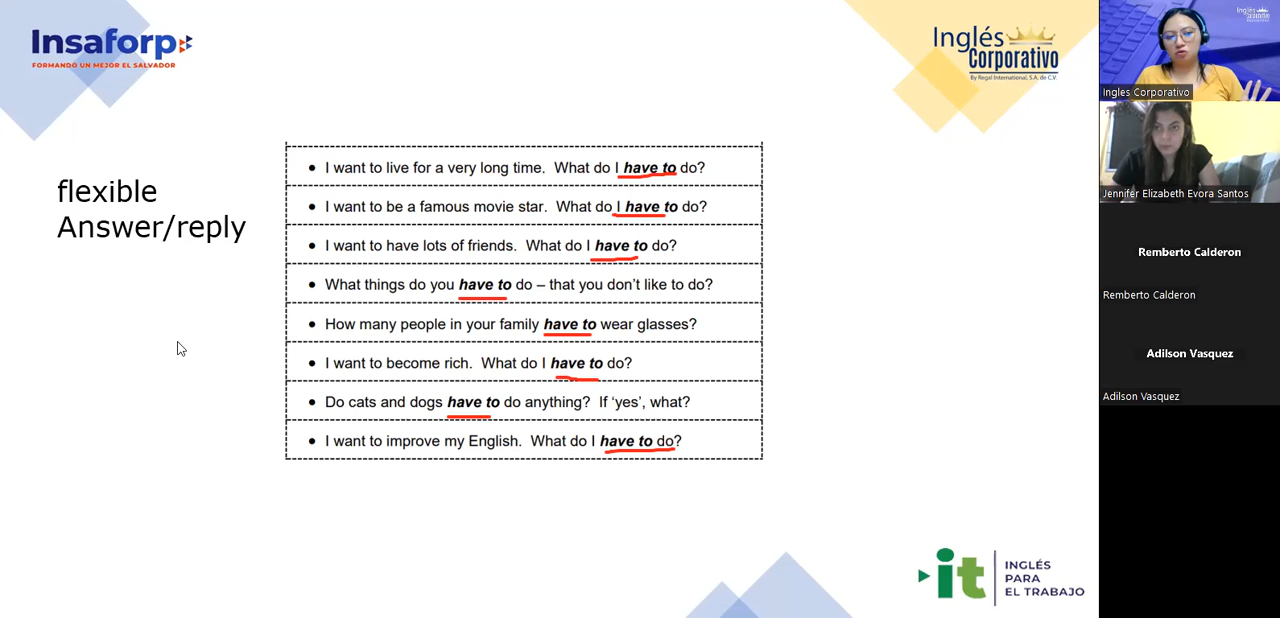 Insaforp
FORMANDO UN MEJOR EL SALVADOR
Inglés
Corporativo
By Regal International, S.A. de C.V.
flexible
Answer/reply
• I want to live for a very long time. What do I have to do?
• I want to be a famous movie star. What do I have to do?
• I want to have lots of friends. What do I have to do?
• What things do you have to do – that you don't like to do?
• How many people in your family have to wear glasses?
• I want to become rich. What do I have to do?
• Do cats and dogs have to do anything? If 'yes', what?
• I want to improve my English. What do I have to do?
it
INGLÉS
PARA
EL TRABAJO
Inglés
Ingles Corporativo
Jennifer Elizabeth Evora Santos
Remberto Calderon
Remberto Calderon
Adilson Vasquez
Adilson Vasquez